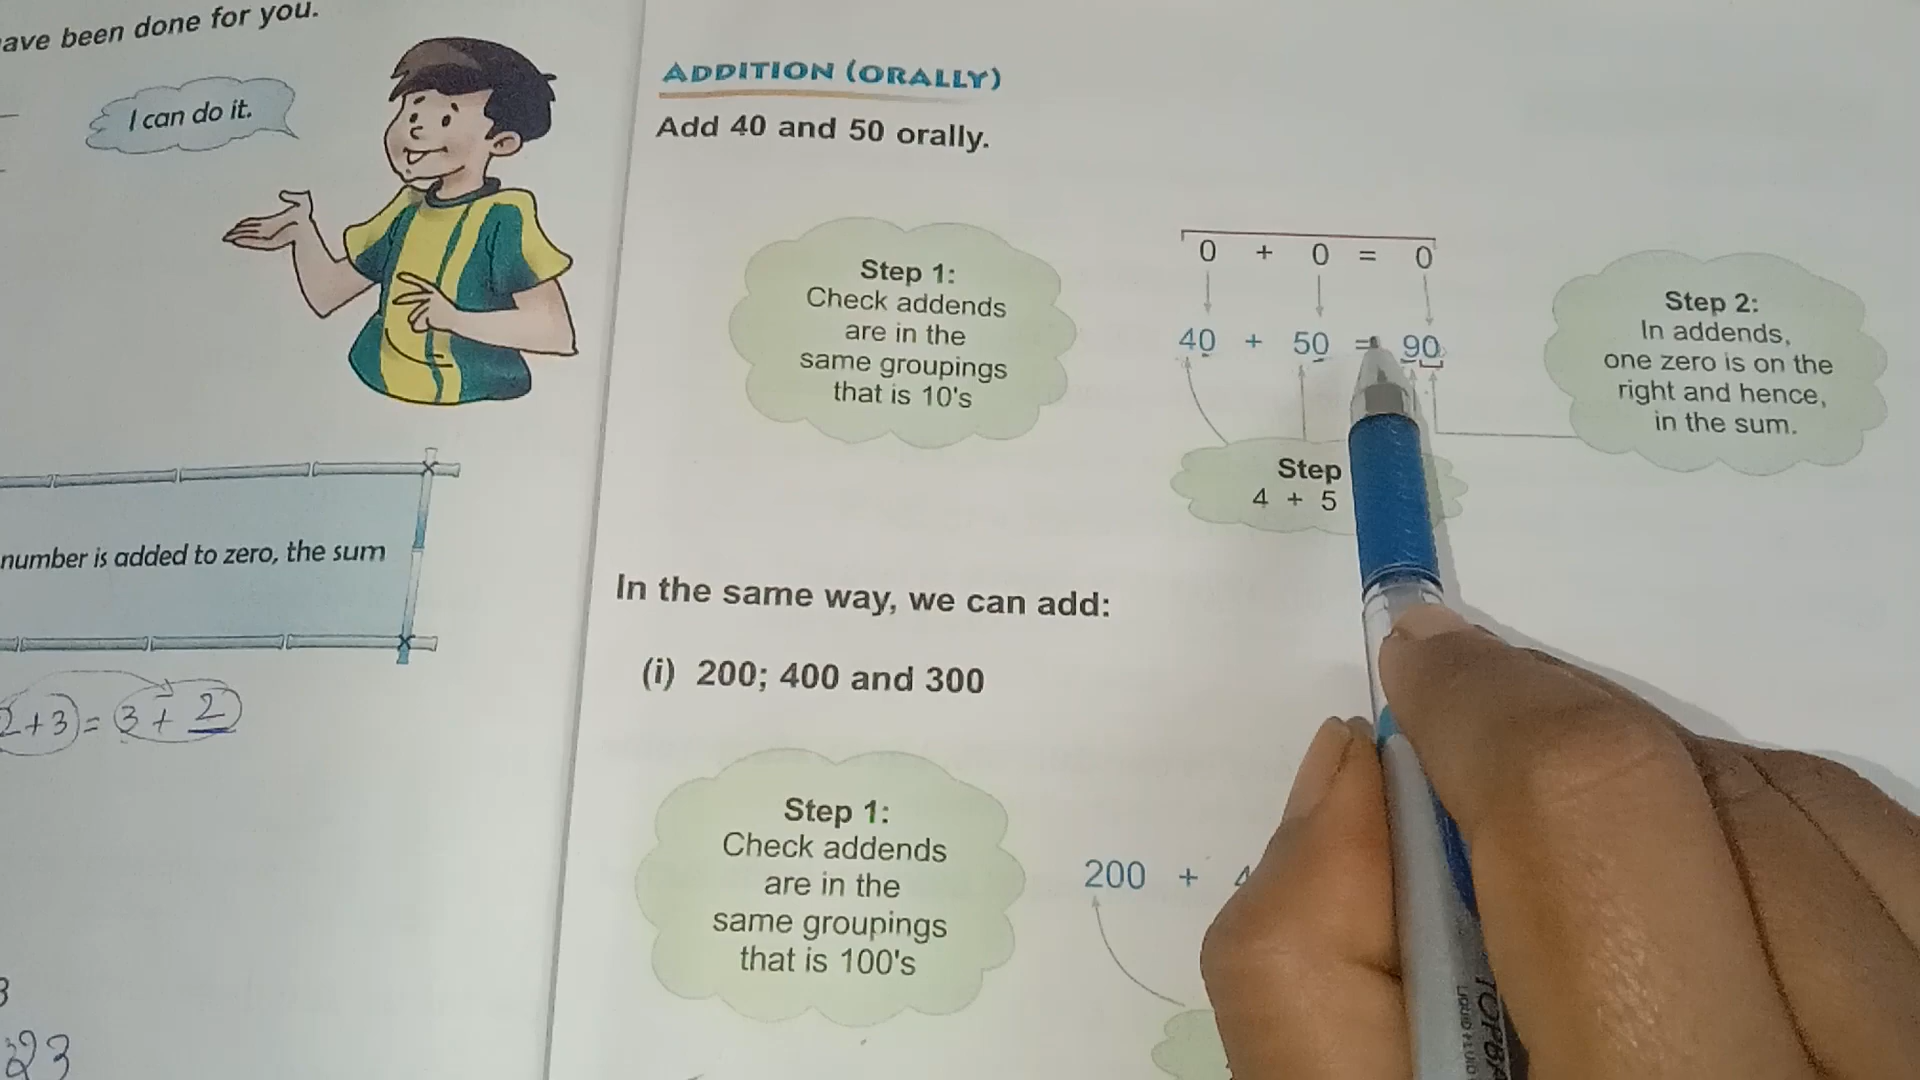 have been done for you.
I can do it.
number is added to zero, the sum
2+3 = 3 + 2
23
ADDITION (ORALLY)
Add 40 and 50 orally.
Step 1:
Check addends
are in the
same groupings
that is 10's
0 + 0 = 0
40 + 50 = 90
Step
4 + 5
Step 2:
In addends,
one zero is on the
right and hence,
in the sum.
In the same way, we can add:
(i) 200; 400 and 300
Step 1:
Check addends
are in the
same groupings
that is 100's
200 + 4